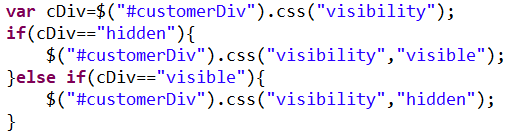 var cDiv=$("#customerDiv").css("visibility");
if(cDiv=="hidden"){
    $("#customerDiv").css("visibility","visible");
}else if(cDiv=="visible"){
    $("#customerDiv").css("visibility","hidden");
}